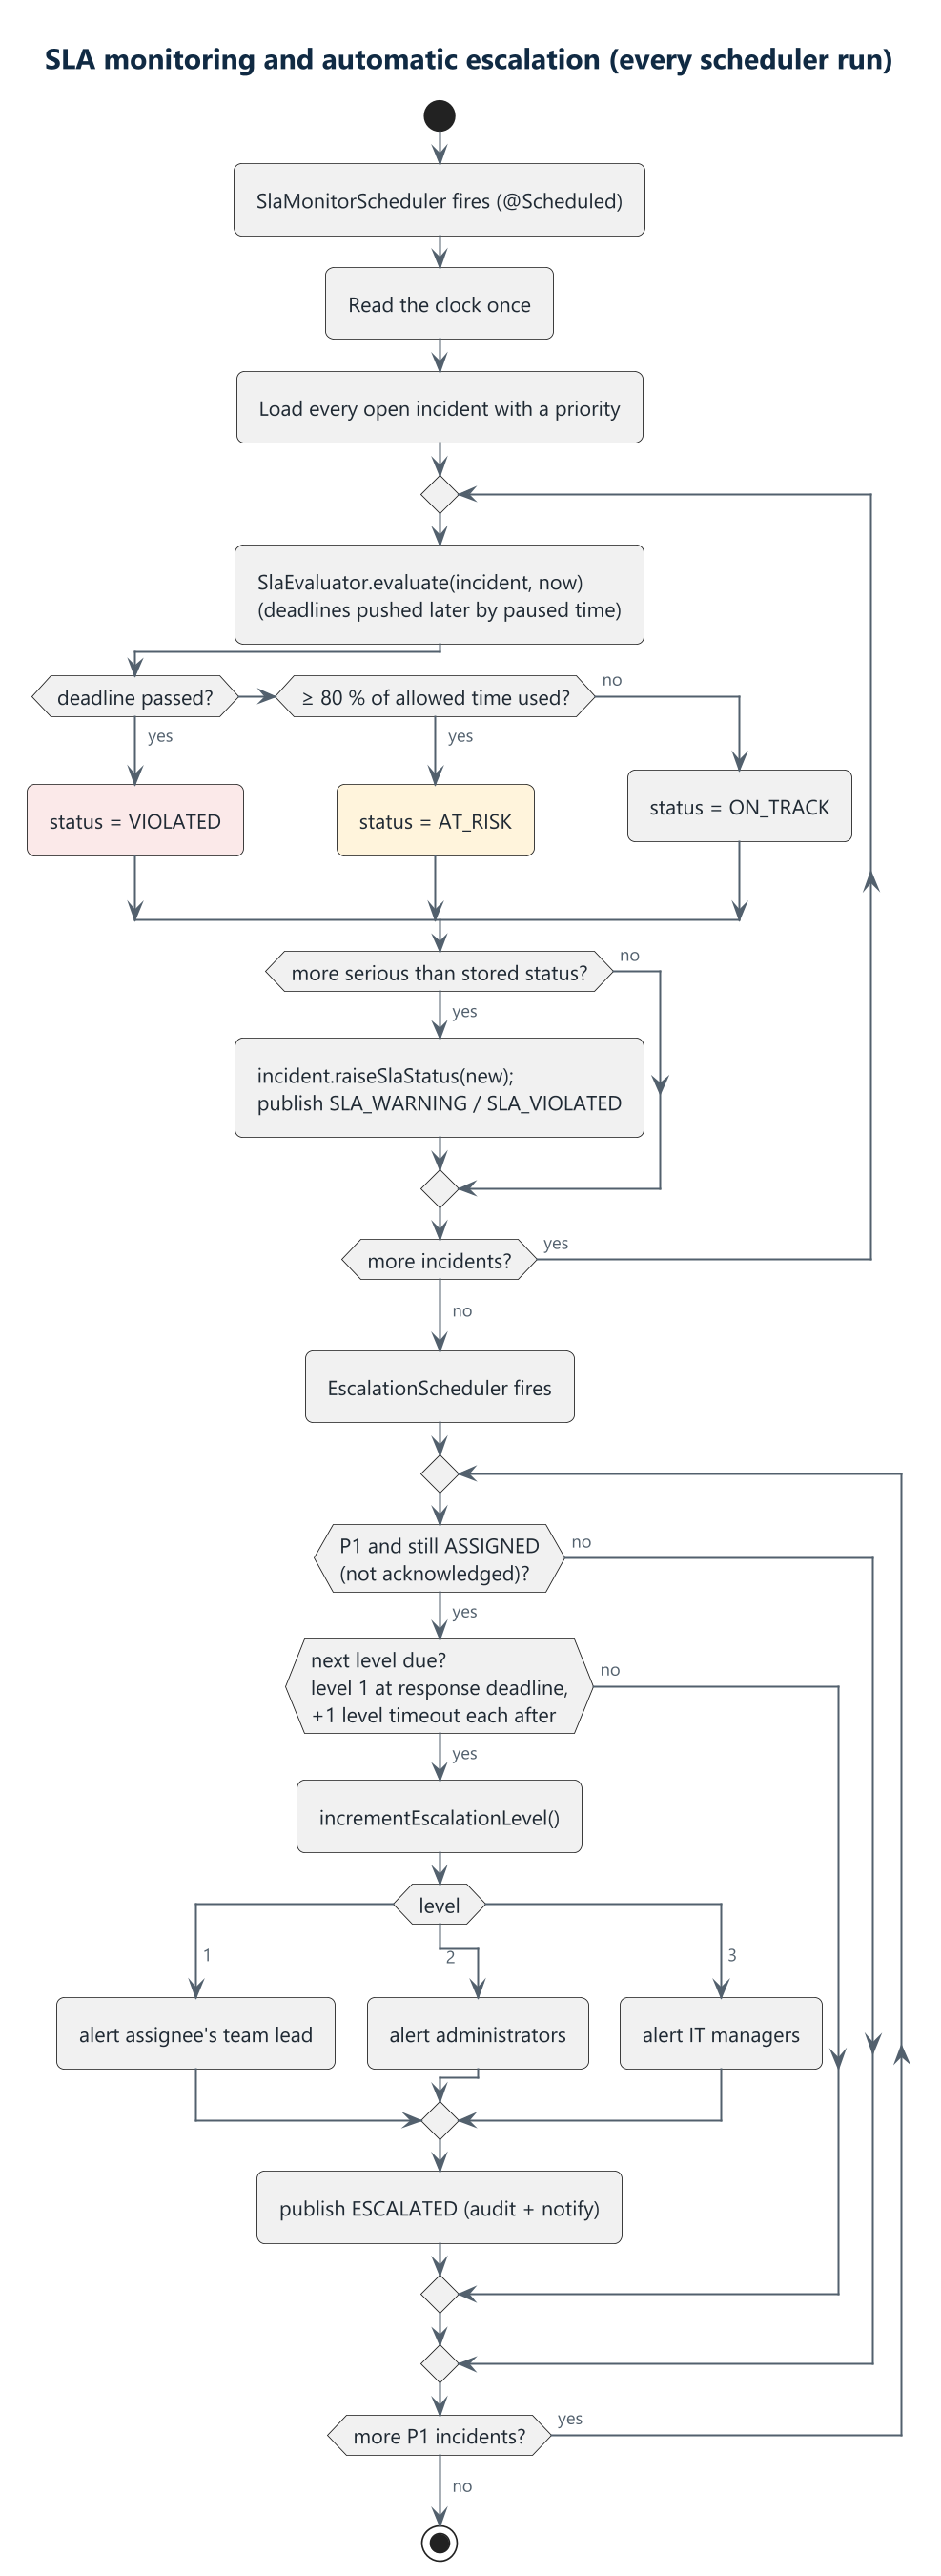 SLA monitoring and automatic escalation (every scheduler run)
SlaMonitorScheduler fires (@Scheduled)
Read the clock once
Load every open incident with a priority
SlaEvaluator.evaluate(incident, now)
(deadlines pushed later by paused time)
deadline passed?
≥ 80 % of allowed time used?
no
yes
yes
status = VIOLATED
status = AT_RISK
status = ON_TRACK
more serious than stored status?
no
yes
incident.raiseSlaStatus(new);
publish SLA_WARNING / SLA_VIOLATED
more incidents?
yes
no
EscalationScheduler fires
P1 and still ASSIGNED
(not acknowledged)?
no
yes
next level due?
level 1 at response deadline,
+1 level timeout each after
no
yes
incrementEscalationLevel()
level
1
2
3
alert assignee's team lead
alert administrators
alert IT managers
publish ESCALATED (audit + notify)
more P1 incidents?
yes
no